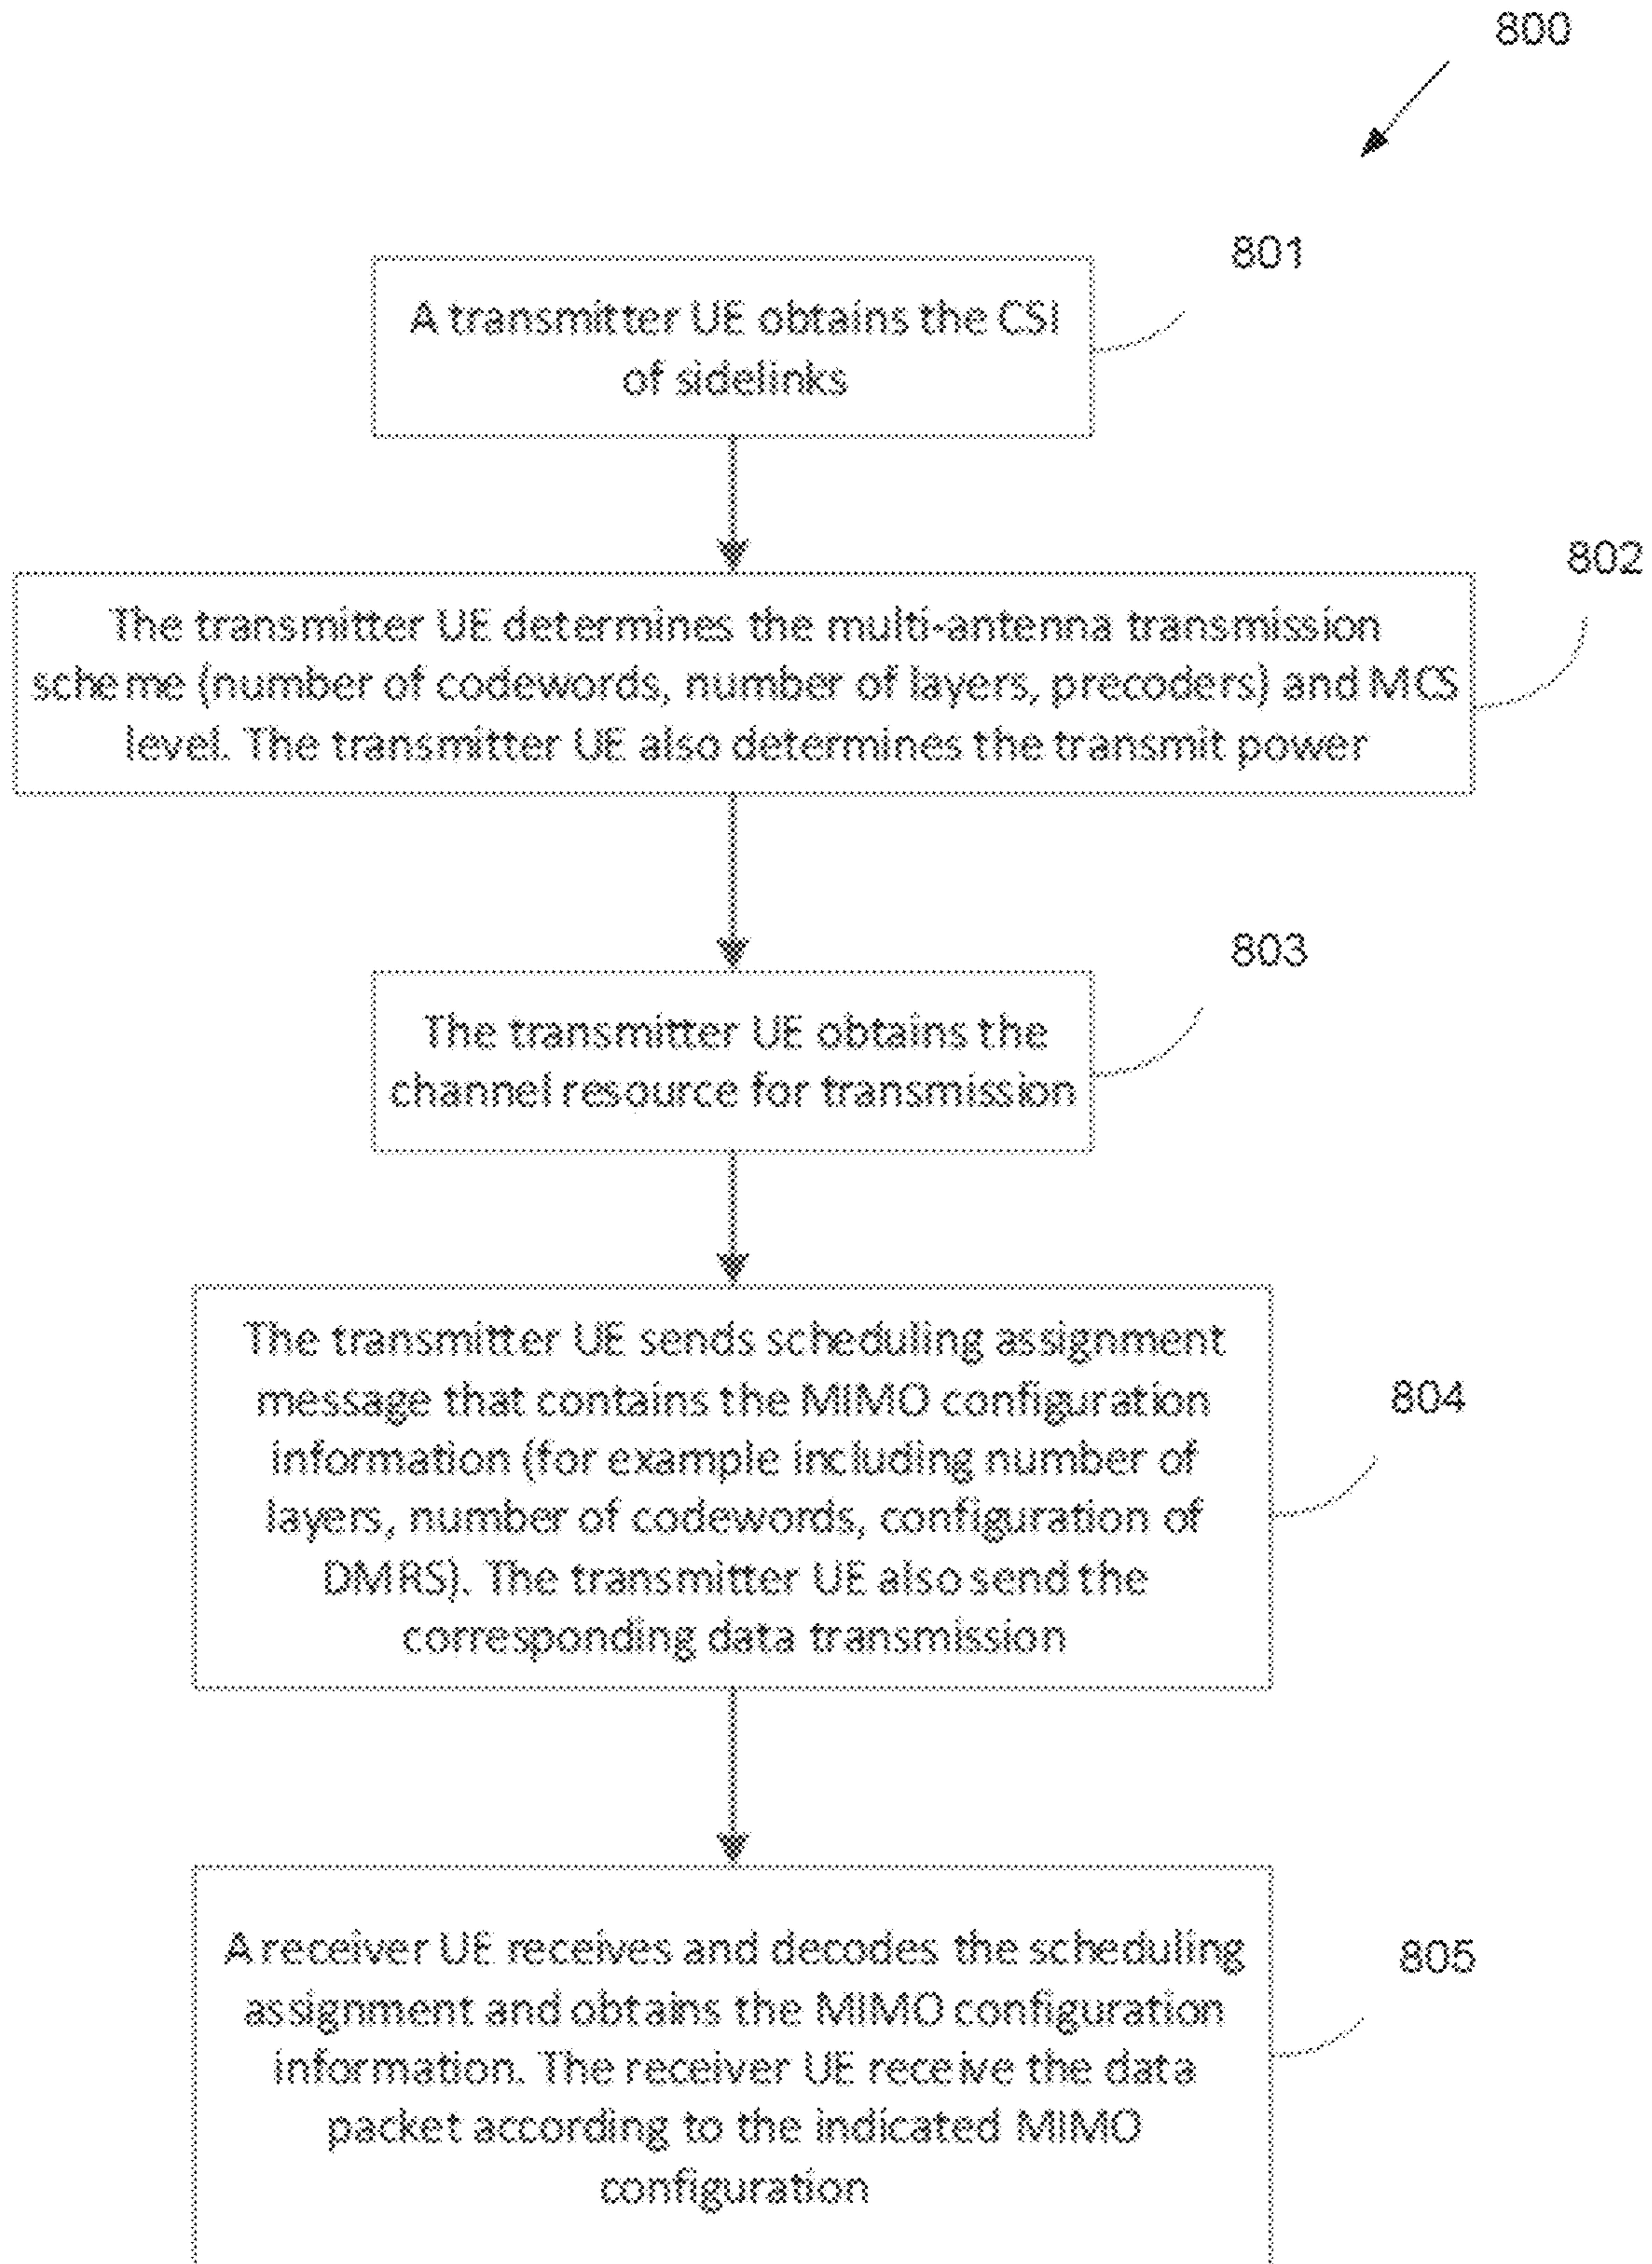 800
801
A transmitter UE obtains the CSI
of sidelinks
802
The transmitter UE determines the multi-antenna transmission
scheme (number of codewords, number of layers, precoders) and MCS
level. The transmitter UE also determines the transmit power
803
The transmitter UE obtains the
channel resource for transmission
The transmitter UE sends scheduling assignment
message that contains the MIMO configuration
804
information (for example including number of
layers, number of codewords, configuration of
DMRS). The transmitter UE also send the
corresponding data transmission
A receiver UE receives and decodes the scheduling
805
assignment and obtains the MIMO configuration
information. The receiver UE receive the data
packet according to the indicated MIMO
configuration